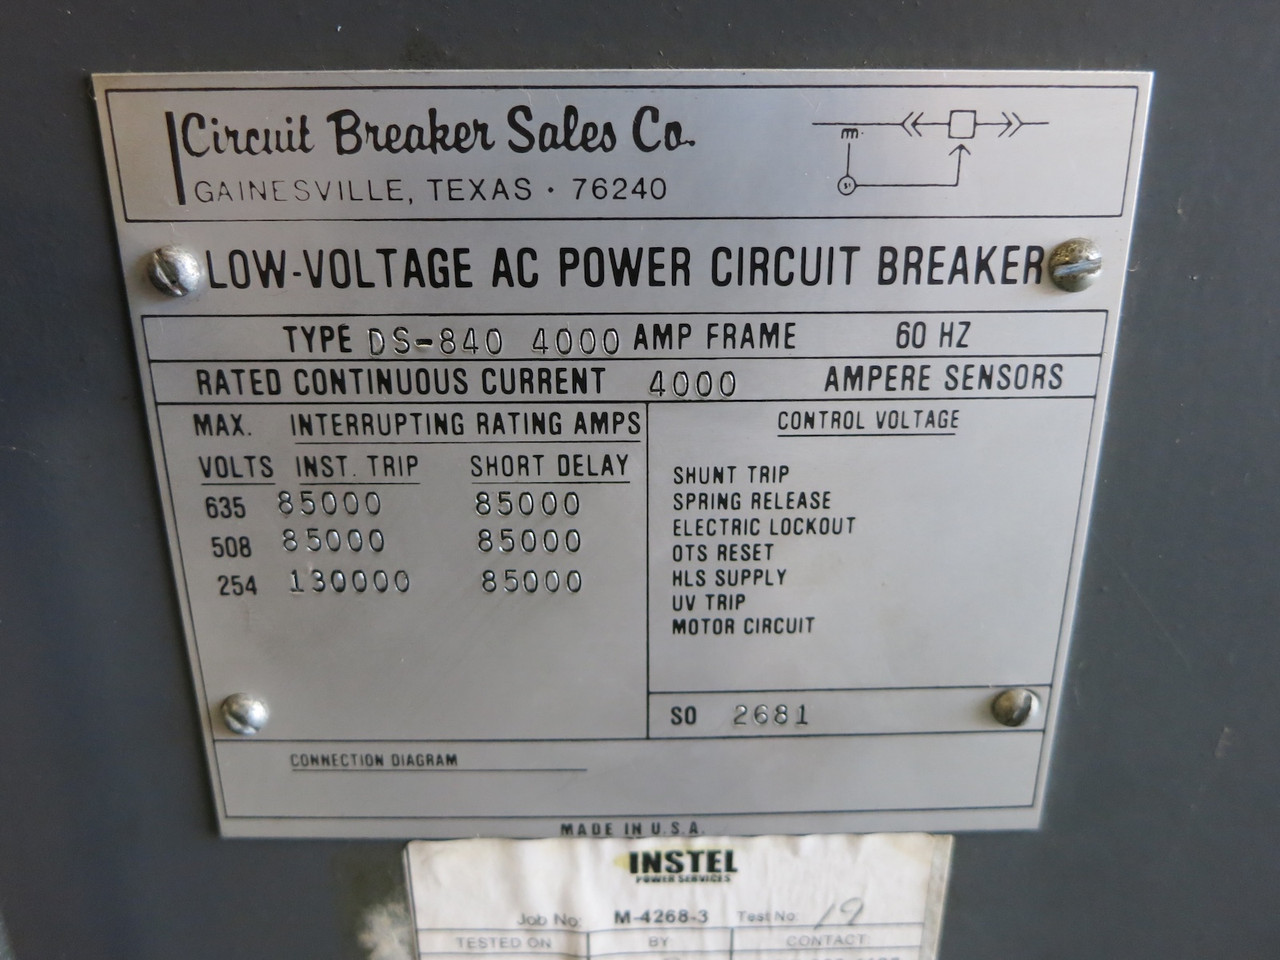 Circuit Breaker Sales Co.
GAINESVILLE, TEXAS · 76240
LOW-VOLTAGE AC POWER CIRCUIT BREAKER
TYPE DS-840 4000 AMP FRAME 60 HZ
RATED CONTINUOUS CURRENT 4000 AMPERE SENSORS
MAX. INTERRUPTING RATING AMPS
VOLTS INST. TRIP SHORT DELAY
635 85000 85000
508 85000 85000
254 130000 85000
CONTROL VOLTAGE
SHUNT TRIP
SPRING RELEASE
ELECTRIC LOCKOUT
OTS RESET
HLS SUPPLY
UV TRIP
MOTOR CIRCUIT
SO 2681
CONNECTION DIAGRAM
MADE IN U.S.A.
INSTEL
POWER SERVICES
Job No: M-4268-3 Test No: 19
TESTED ON BY CONTACT